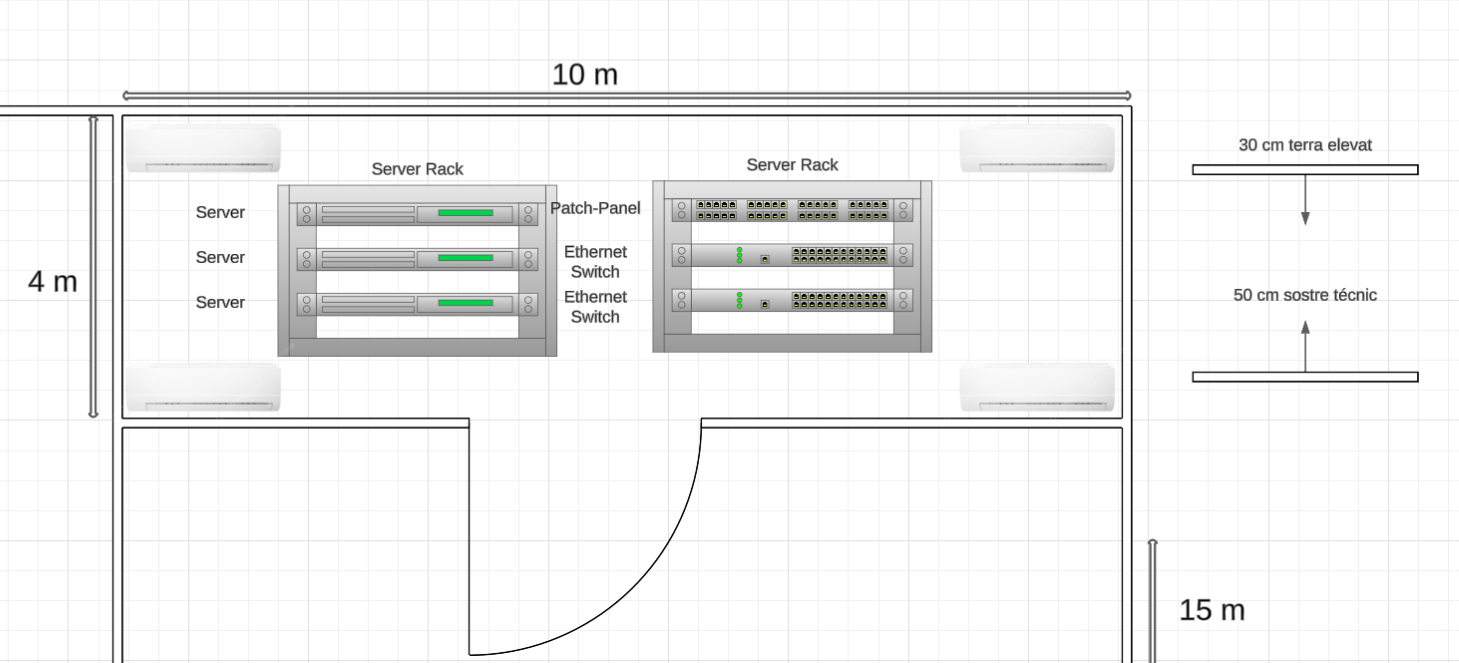 10 m
30 cm terra elevat
Server Rack
Server Rack
Server
Patch-Panel
Server
Ethernet
Switch
4 m
50 cm sostre técnic
Server
Ethernet
Switch
15 m